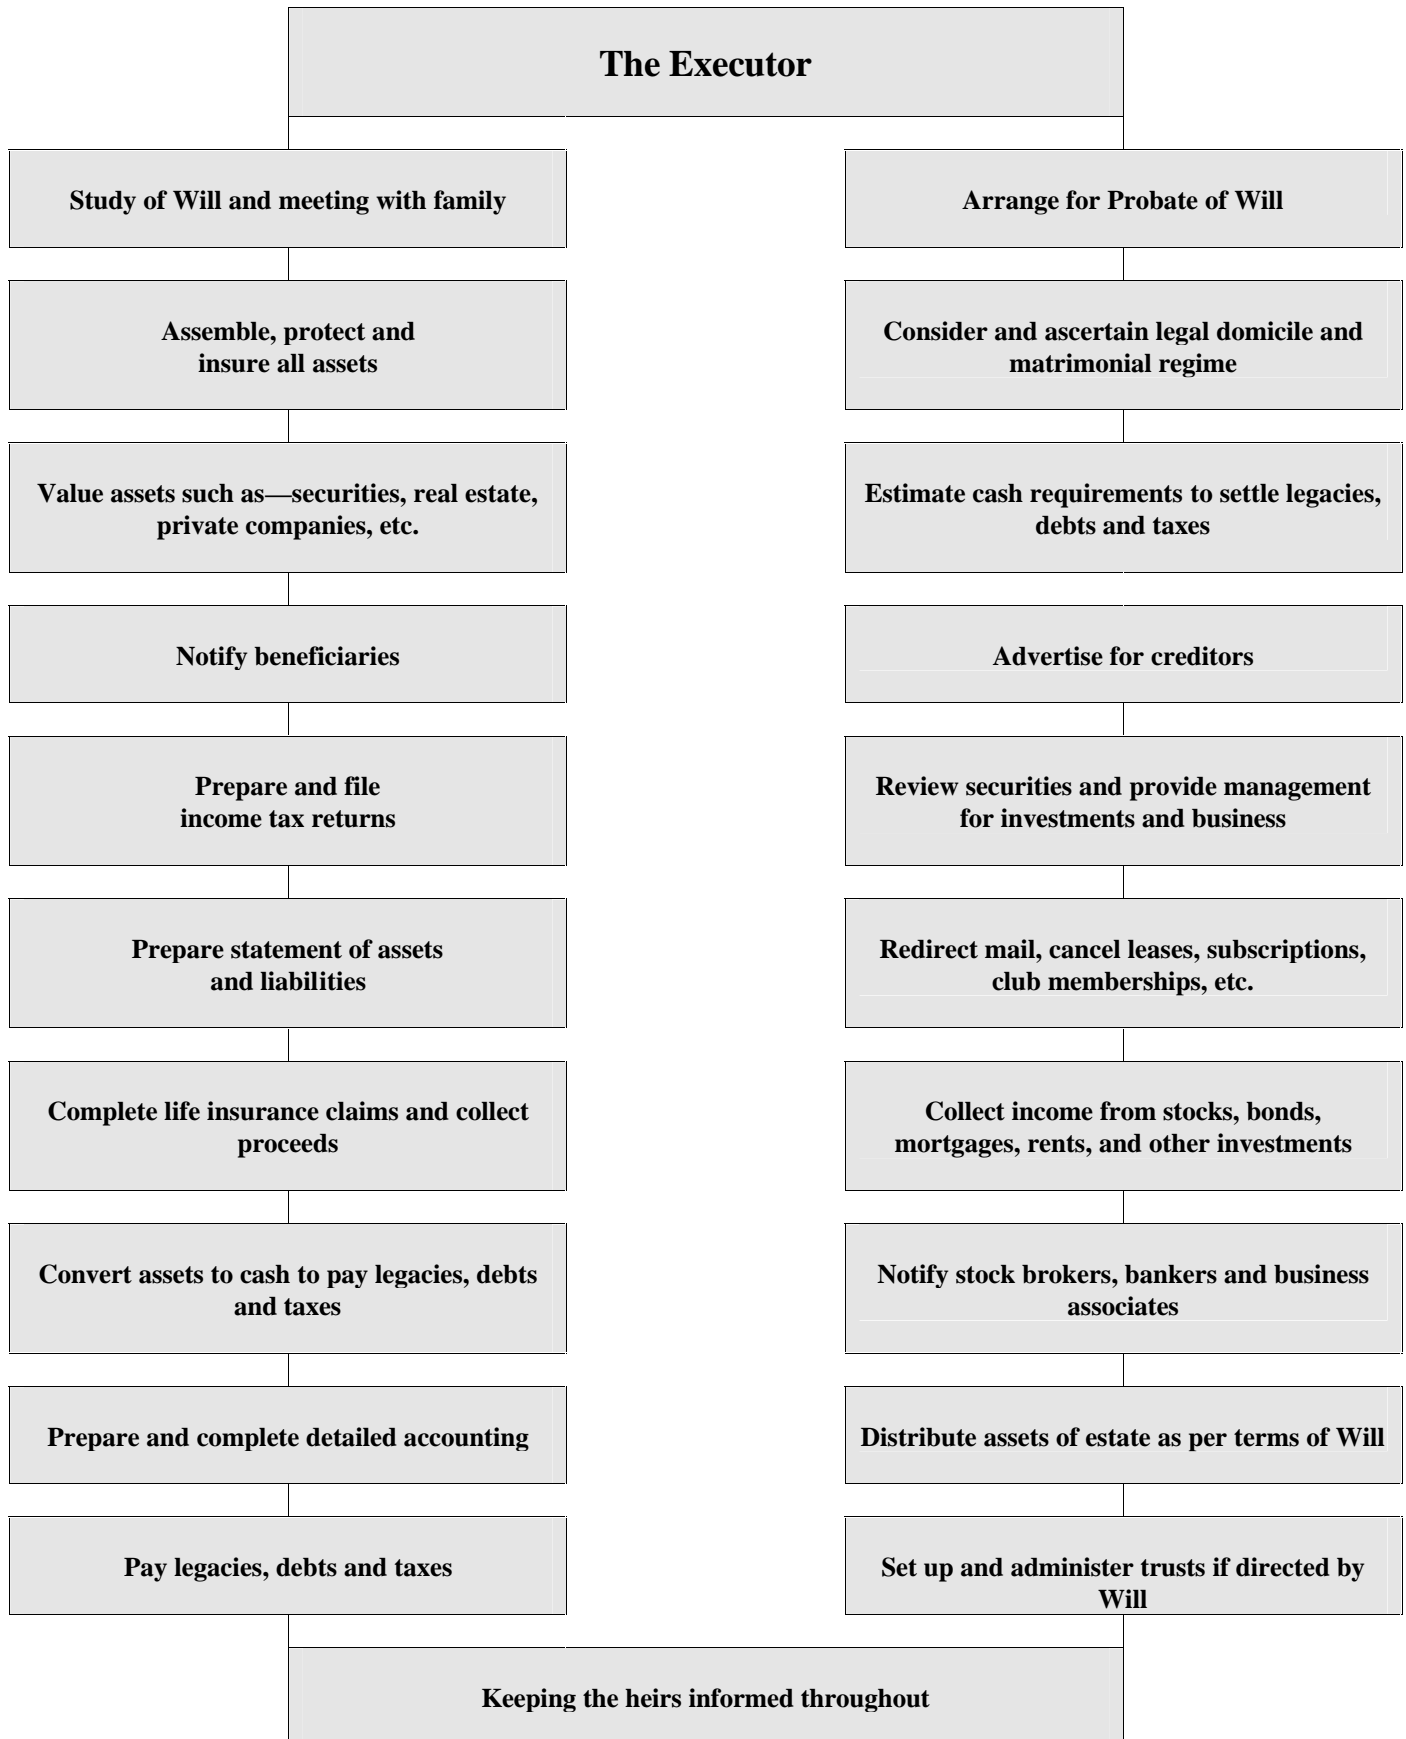 The Executor
Study of Will and meeting with family
Arrange for Probate of Will
Assemble, protect and
insure all assets
Consider and ascertain legal domicile and
matrimonial regime
Value assets such as—securities, real estate,
private companies, etc.
Estimate cash requirements to settle legacies,
debts and taxes
Notify beneficiaries
Advertise for creditors
Prepare and file
income tax returns
Review securities and provide management
for investments and business
Prepare statement of assets
and liabilities
Redirect mail, cancel leases, subscriptions,
club memberships, etc.
Complete life insurance claims and collect
proceeds
Collect income from stocks, bonds,
mortgages, rents, and other investments
Convert assets to cash to pay legacies, debts
and taxes
Notify stock brokers, bankers and business
associates
Prepare and complete detailed accounting
Distribute assets of estate as per terms of Will
Pay legacies, debts and taxes
Set up and administer trusts if directed by
Will
Keeping the heirs informed throughout